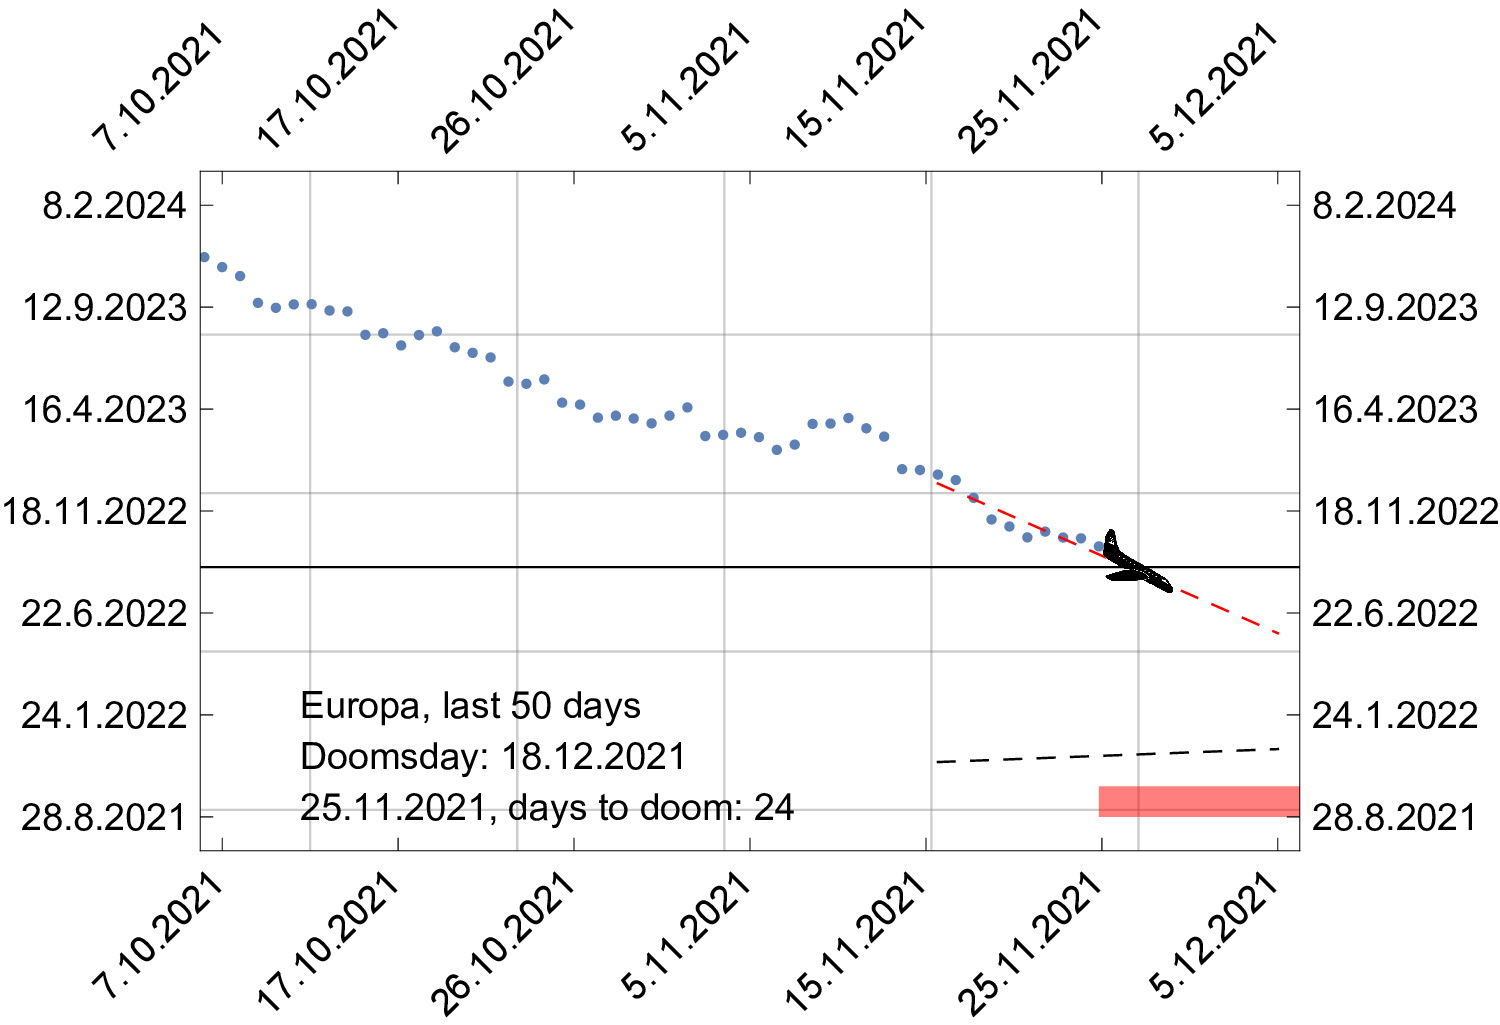 7.10.2021 17.10.2021 26.10.2021 5.11.2021 15.11.2021 25.11.2021 5.12.2021
8.2.2024 8.2.2024
12.9.2023 12.9.2023
16.4.2023 16.4.2023
18.11.2022 18.11.2022
22.6.2022 22.6.2022
24.1.2022 24.1.2022
28.8.2021 28.8.2021
Europa, last 50 days
Doomsday: 18.12.2021
25.11.2021, days to doom: 24
7.10.2021 17.10.2021 26.10.2021 5.11.2021 15.11.2021 25.11.2021 5.12.2021